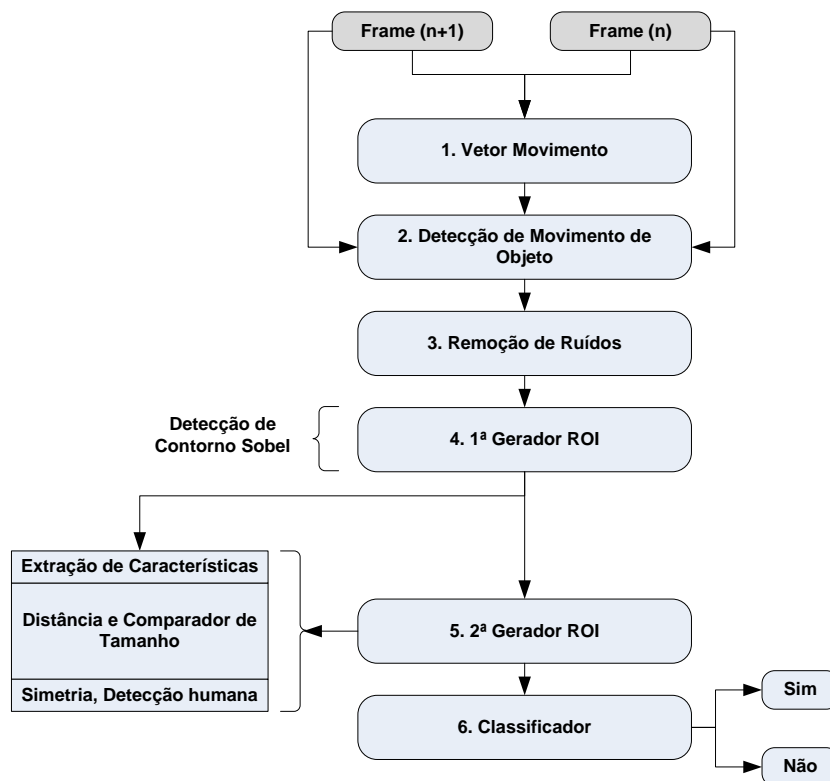 Frame (n+1)
Frame (n)
1. Vetor Movimento
2. Detecção de Movimento de
Objeto
3. Remoção de Ruídos
Detecção de
Contorno Sobel
4. 1ª Gerador ROI
Extração de Características
Distância e Comparador de
Tamanho
Simetria, Detecção humana
5. 2ª Gerador ROI
6. Classificador
Sim
Não